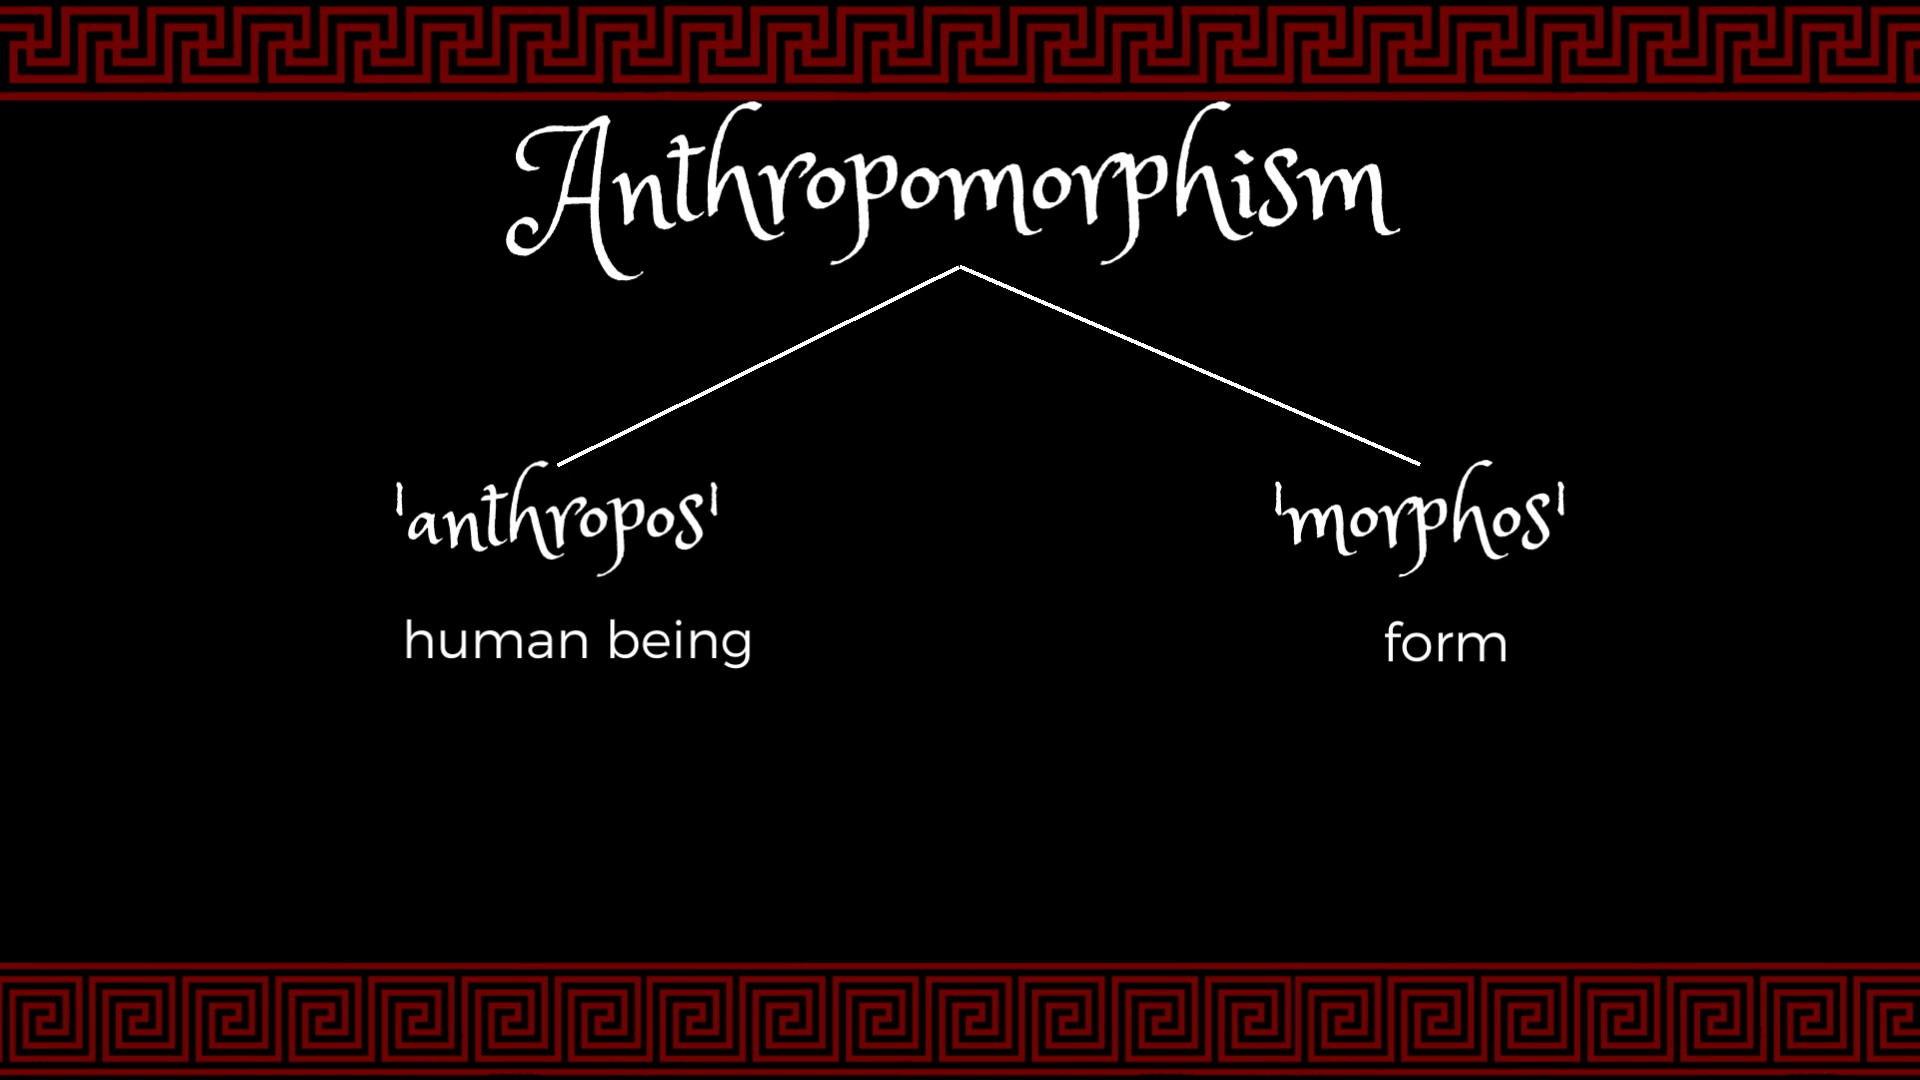 Anthropomorphism
'anthropos'
'morphos'
human being
form